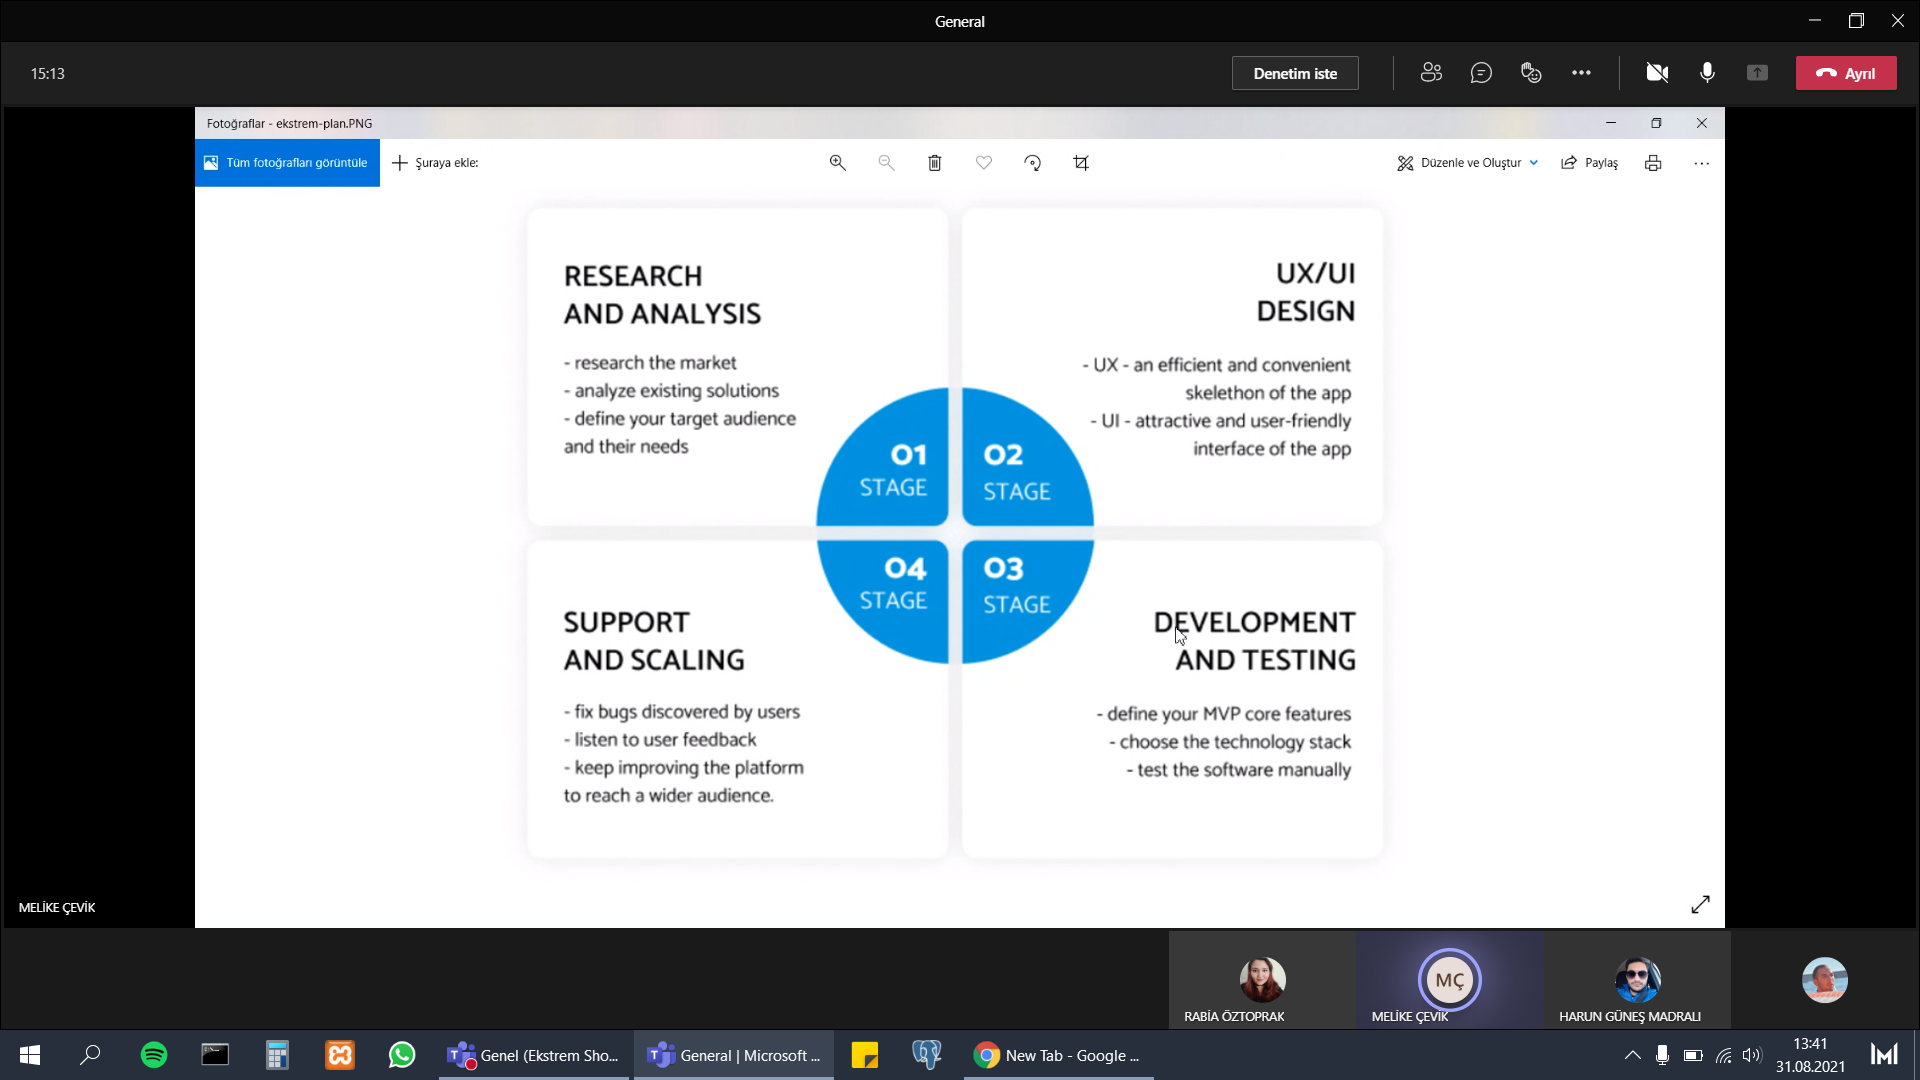 General
15:13
Denetim iste
Ayrıl
Fotoğraflar - ekstrem-plan.PNG
Tüm fotoğrafları görüntüle
Şuraya ekle:
Düzenle ve Oluştur
Paylaş
RESEARCH
AND ANALYSIS
- research the market
- analyze existing solutions
- define your target audience
and their needs
UX/UI
DESIGN
- UX - an efficient and convenient
skelethon of the app
- UI - attractive and user-friendly
interface of the app
01
STAGE
02
STAGE
04
STAGE
03
STAGE
SUPPORT
AND SCALING
- fix bugs discovered by users
- listen to user feedback
- keep improving the platform
to reach a wider audience.
DEVELOPMENT
AND TESTING
- define your MVP core features
- choose the technology stack
- test the software manually
MELİKE ÇEVİK
MÇ
RABİA ÖZTOPRAK
MELİKE ÇEVİK
HARUN GÜNEŞ MADRALI
Genel (Ekstrem Sho...
General | Microsoft ...
New Tab - Google ...
13:41
31.08.2021